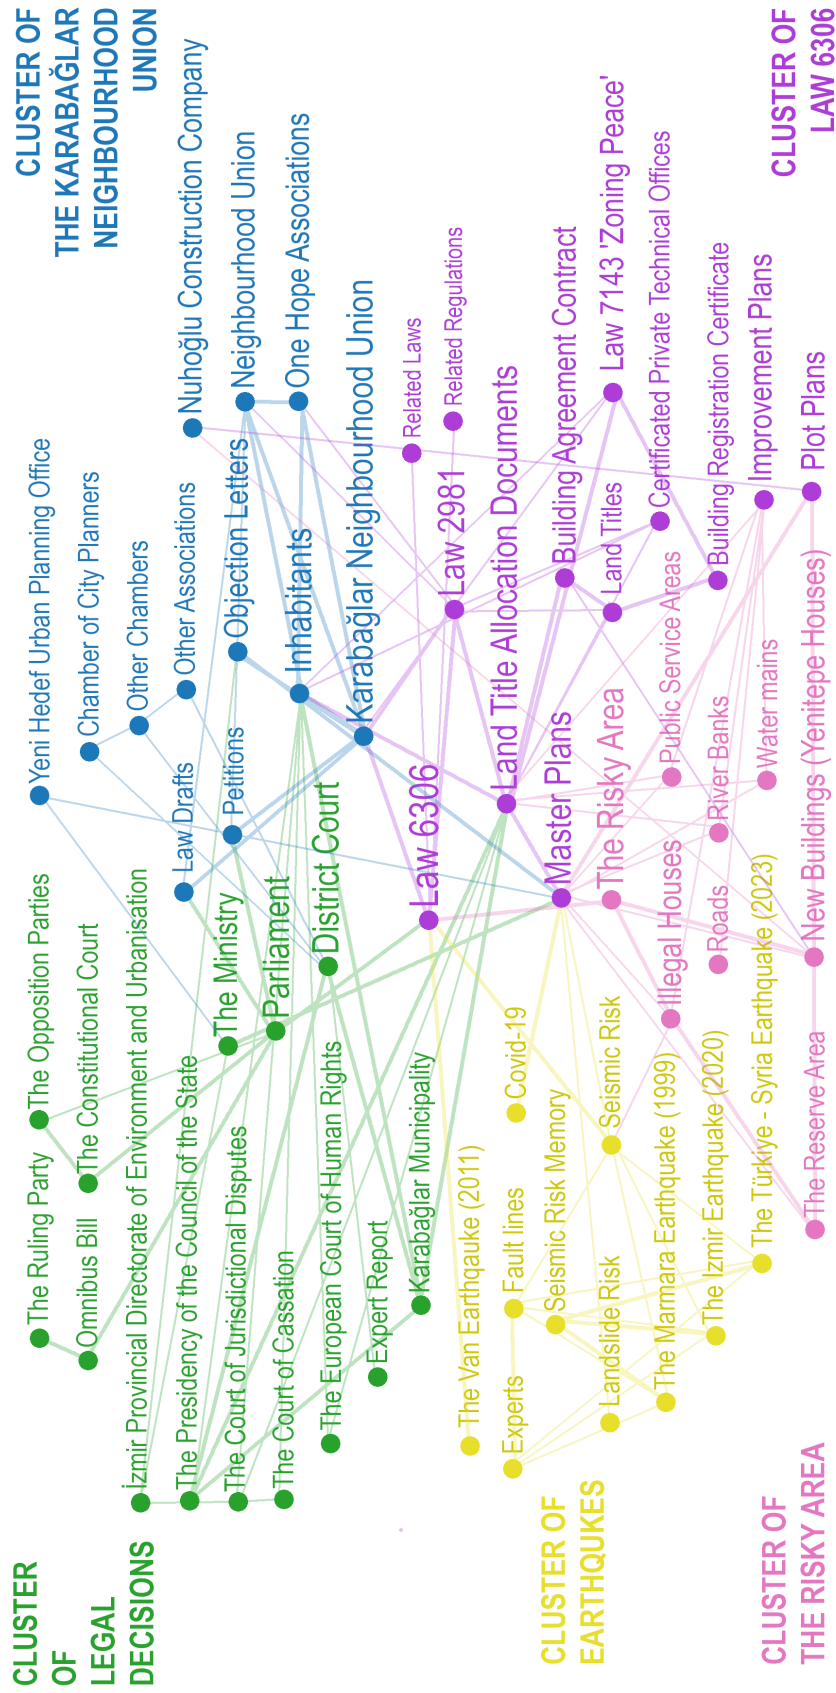 CLUSTER
OF
LEGAL
DECISIONS
CLUSTER OF
THE KARABAĞLAR
NEIGHBOURHOOD
UNION
The Ruling Party
The Opposition Parties
Yeni Hedef Urban Planning Office
Omnibus Bill
The Constitutional Court
Chamber of City Planners
İzmir Provincial Directorate of Environment and Urbanisation
Other Chambers
The Presidency of the Council of the State
Law Drafts
Other Associations
Nuhoğlu Construction Company
The Court of Jurisdictional Disputes
The Ministry
Petitions
Objection Letters
Neighbourhood Union
The Court of Cassation
Parliament
Inhabitants
One Hope Associations
The European Court of Human Rights
District Court
Expert Report
Karabağlar Neighbourhood Union
Karabağlar Municipality
Law 6306
Related Laws
The Van Earthqauke (2011)
Law 2981
Related Regulations
Experts
Fault lines
Covid-19
Land Title Allocation Documents
Seismic Risk Memory
Master Plans
Building Agreement Contract
Landslide Risk
Seismic Risk
The Risky Area
Land Titles
Law 7143 'Zoning Peace'
The Marmara Earthquake (1999)
Illegal Houses
Public Service Areas
Certificated Private Technical Offices
The Izmir Earthquake (2020)
Roads
River Banks
Building Registration Certificate
The Türkiye - Syria Earthquake (2023)
Water mains
Improvement Plans
The Reserve Area
New Buildings (Yenitepe Houses)
Plot Plans
CLUSTER OF
EARTHQUKES
CLUSTER OF
THE RISKY AREA
CLUSTER OF
LAW 6306